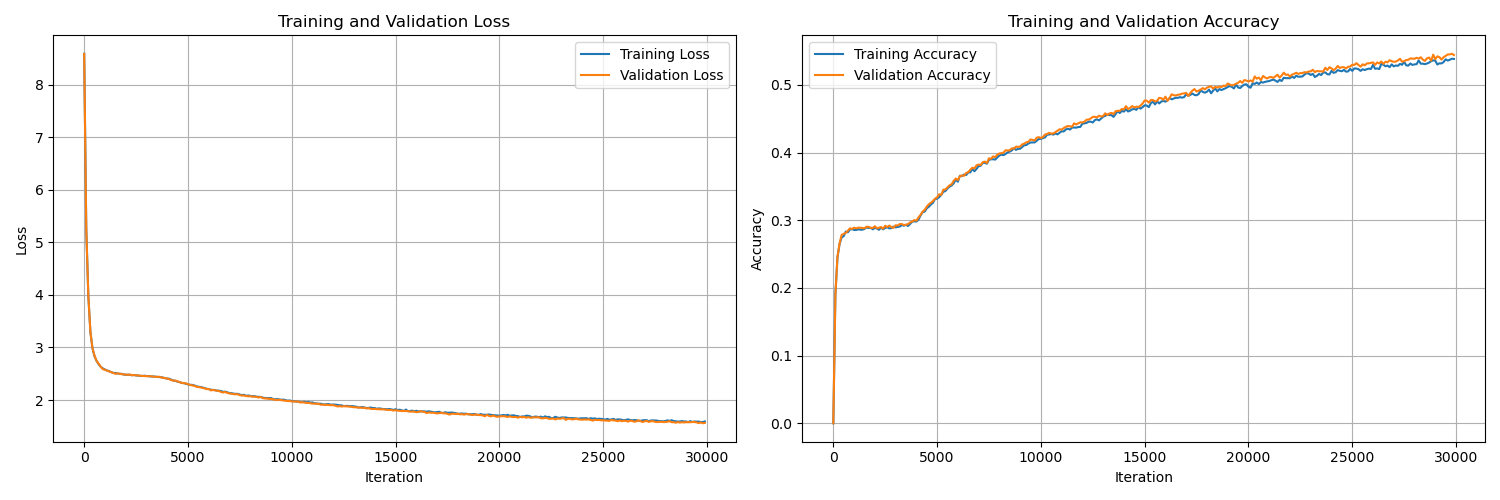 Training and Validation Loss
Training Loss
Validation Loss
8
7
6
5
4
3
2
Loss
0
5000
10000
15000
20000
25000
30000
Iteration
Training and Validation Accuracy
Training Accuracy
Validation Accuracy
0.5
0.4
0.3
0.2
0.1
0.0
Accuracy
0
5000
10000
15000
20000
25000
30000
Iteration